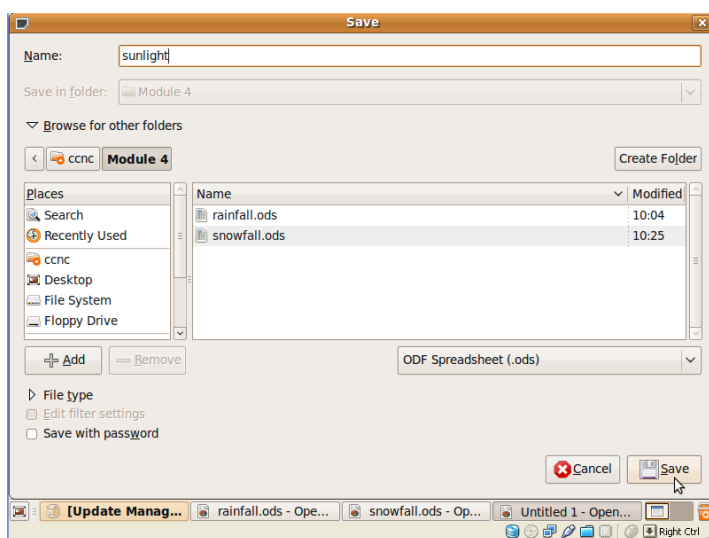 Save
Name: sunlight
Save in folder: Module 4
Browse for other folders
ccnc Module 4 Create Folder
Places Name Modified
Search rainfall.ods 10:04
Recently Used snowfall.ods 10:25
ccnc
Desktop
File System
Floppy Drive
Add Remove ODF Spreadsheet (.ods)
File type
Edit filter settings
Save with password
Cancel Save
[Update Manag... rainfall.ods - Ope... snowfall.ods - Op... Untitled 1 - Open...
Right Ctrl